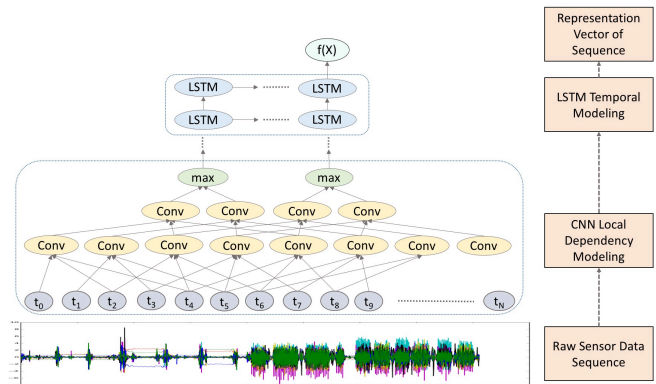 Representation
Vector of
Sequence
f(X)
LSTM LSTM
LSTM LSTM
LSTM Temporal
Modeling
max max
Conv Conv Conv Conv
Conv Conv Conv Conv Conv Conv Conv Conv
CNN Local
Dependency
Modeling
t0 t1 t2 t3 t4 t5 t6 t7 t8 t9 tN
Raw Sensor Data
Sequence